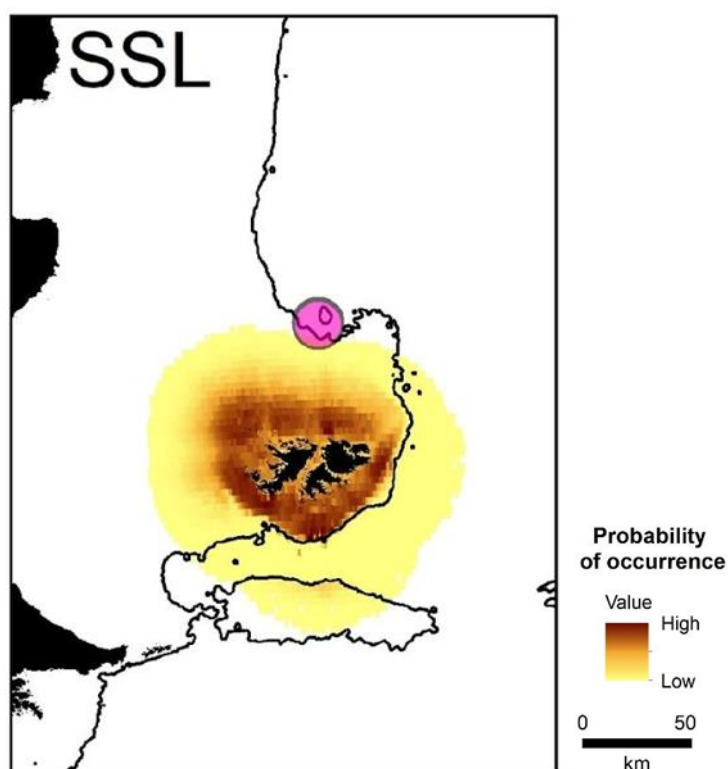 SSL
Probability
of occurrence
Value
High
Low
0 50
km